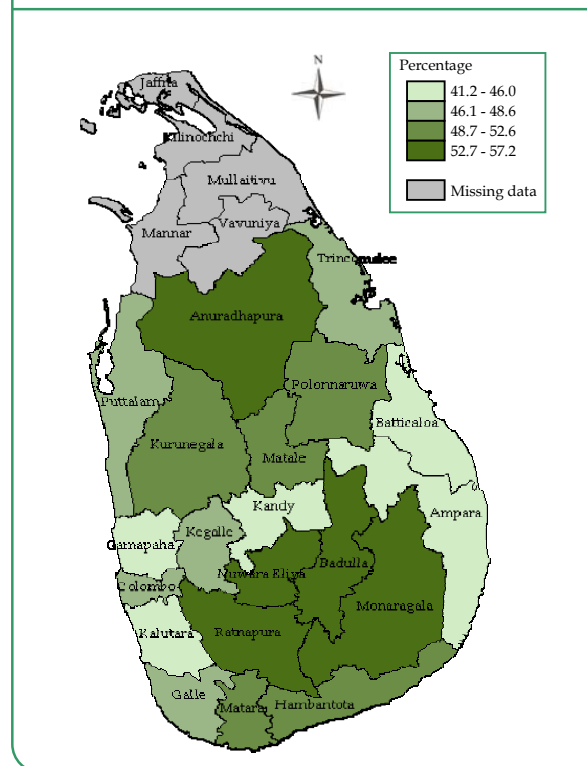 N
Percentage
41.2 - 46.0
46.1 - 48.6
48.7 - 52.6
52.7 - 57.2
Missing data
Jaffna
Kilinochchi
Mullaitivu
Vavuniya
Mannar
Trincomalee
Anuradhapura
Polonnaruwa
Puttalam
Batticaloa
Kurunegala
Matale
Kandy
Ampara
Kegolle
Gamapaha
Badulla
Nuwara Eliya
Colombo
Monaragala
Kalutara
Ratnapura
Galle
Matara
Hambantota